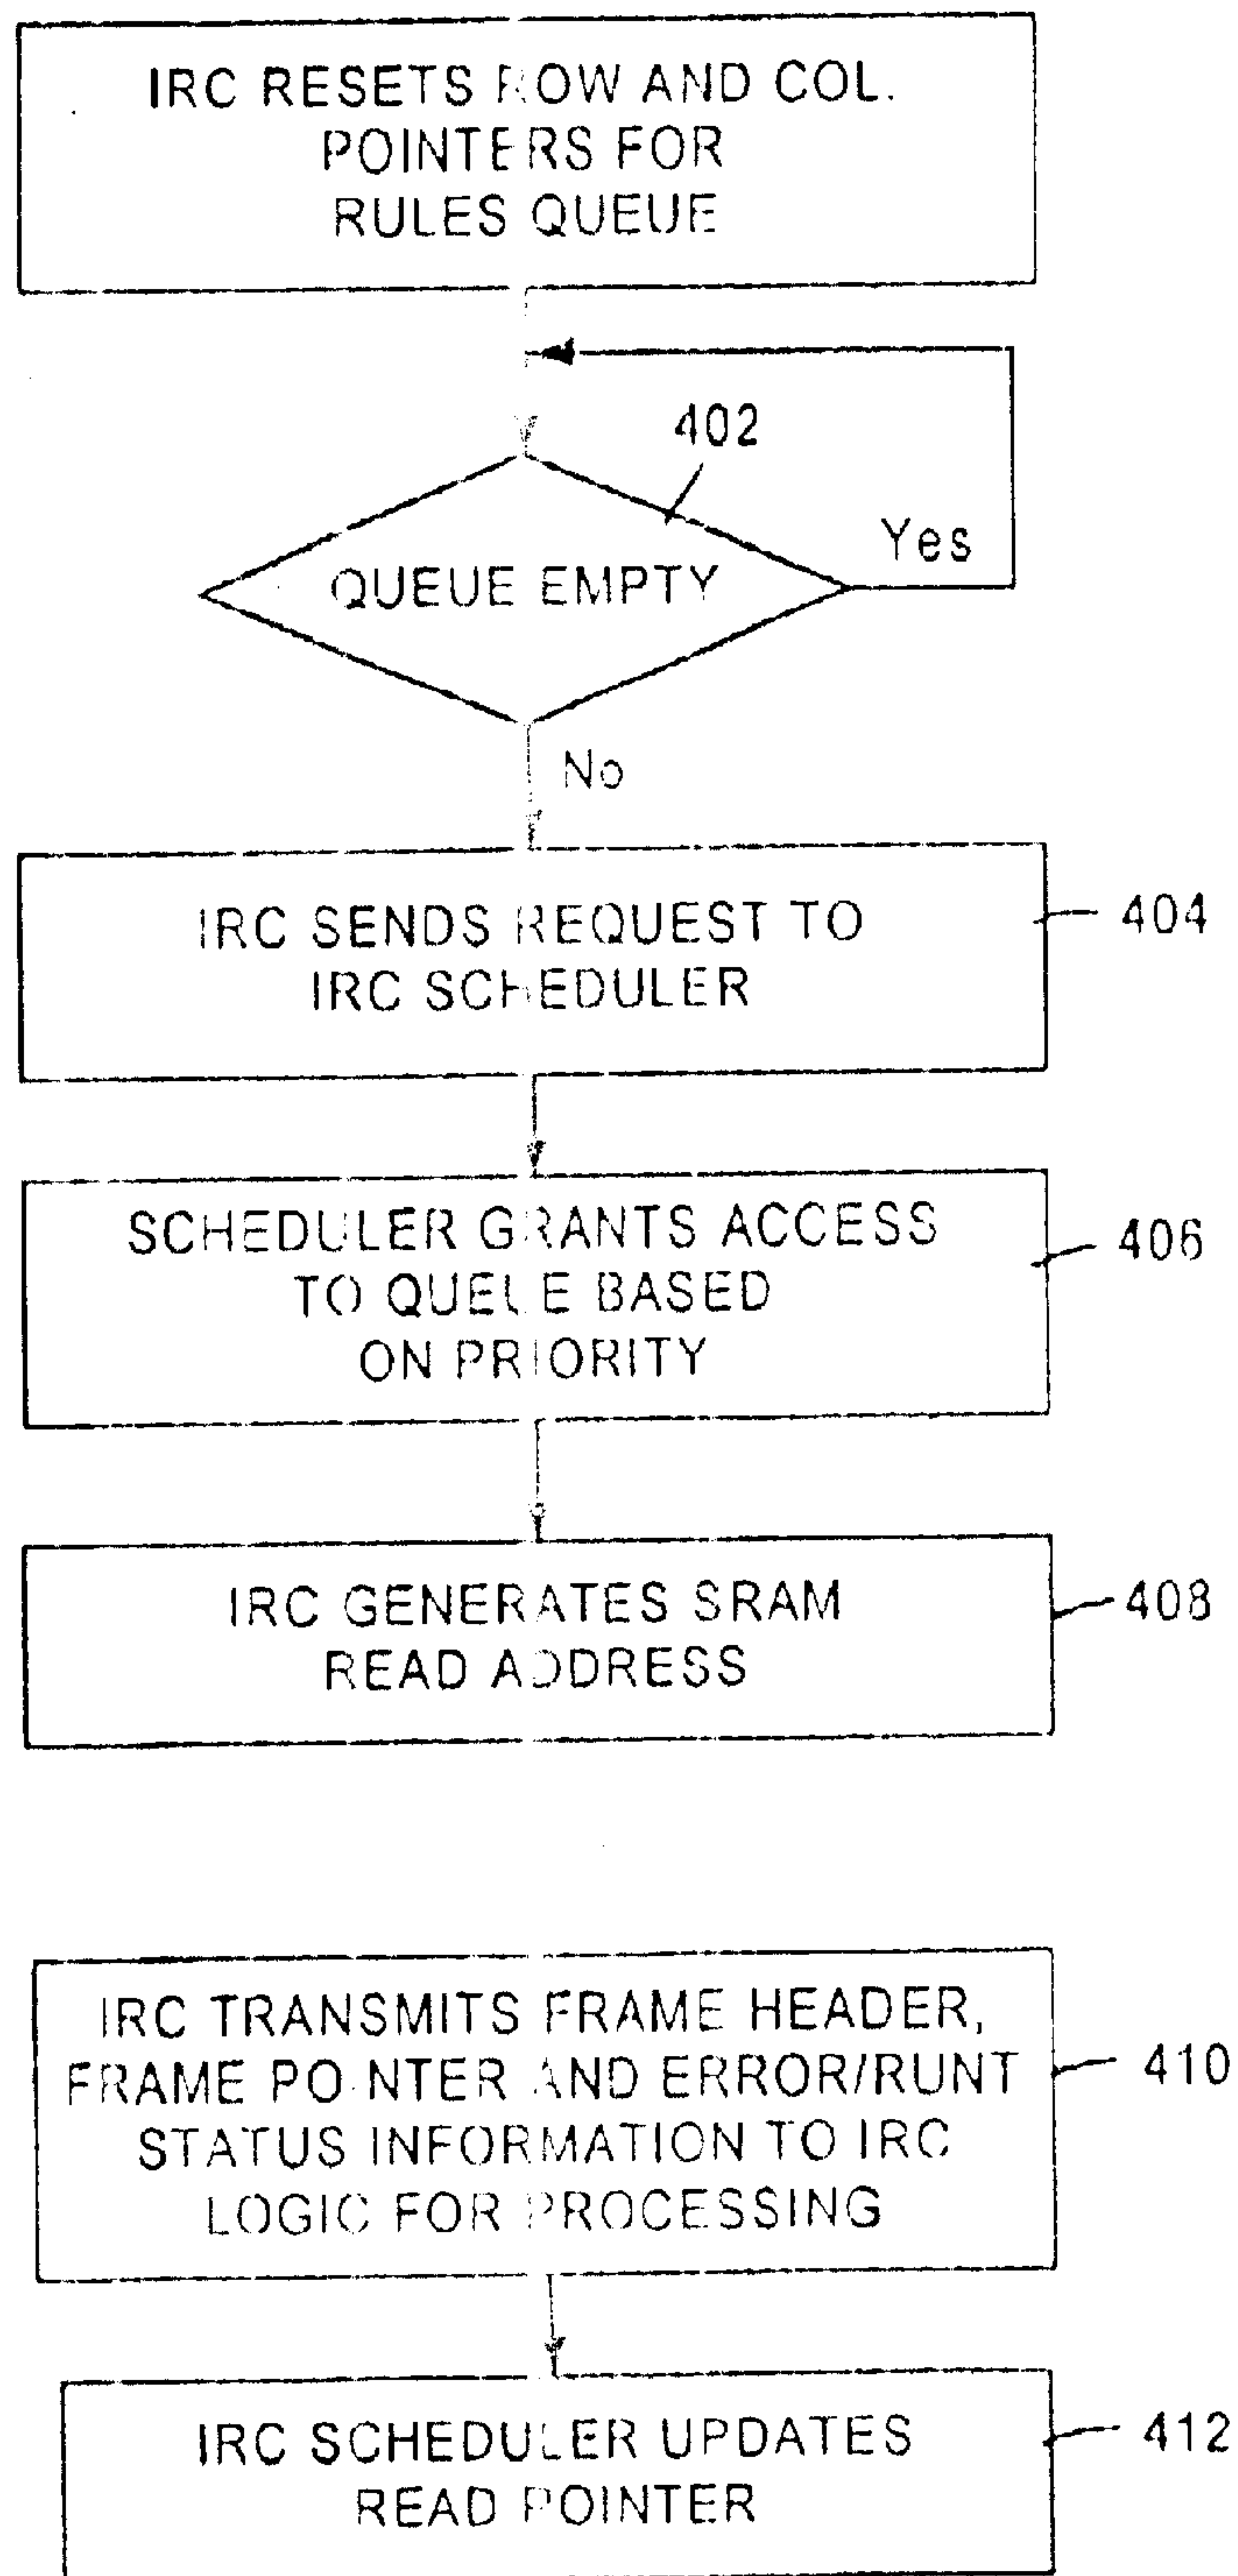 IRC RESETS ROW AND COL.
POINTERS FOR
RULES QUEUE
402
QUEUE EMPTY
Yes
No
IRC SENDS REQUEST TO
IRC SCHEDULER
404
SCHEDULER GRANTS ACCESS
TO QUEUE BASED
ON PRIORITY
406
IRC GENERATES SRAM
READ ADDRESS
408
IRC TRANSMITS FRAME HEADER,
FRAME POINTER AND ERROR/RUNT
STATUS INFORMATION TO IRC
LOGIC FOR PROCESSING
410
IRC SCHEDULER UPDATES
READ POINTER
412